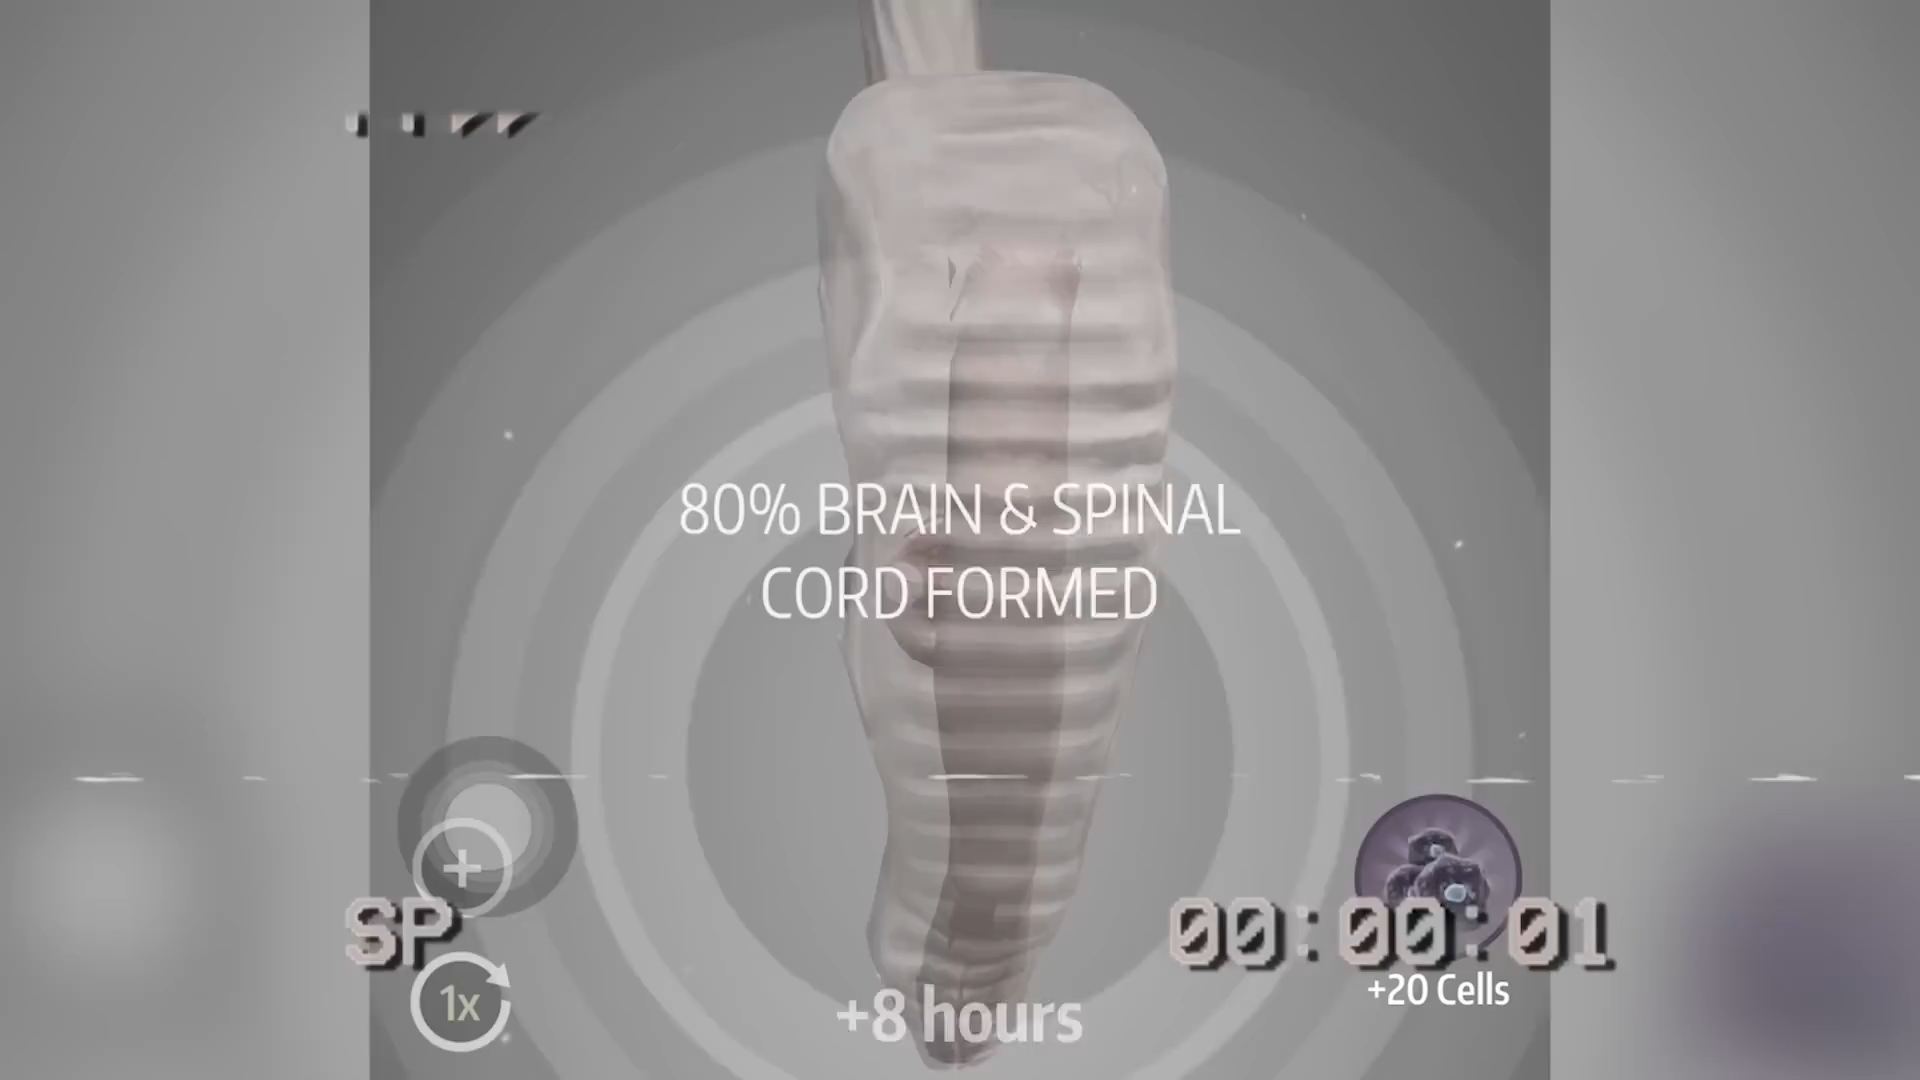 80% BRAIN & SPINAL
CORD FORMED
+
SP
00:00:01
1x
+8 hours
+20 Cells